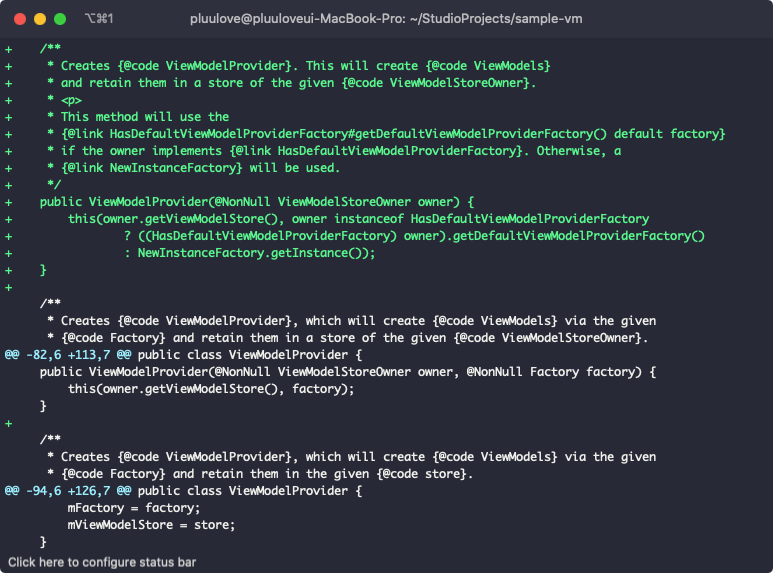 ⌥⌘1 pluulove@pluuloveui-MacBook-Pro: ~/StudioProjects/sample-vm
+    /**
+     * Creates {@code ViewModelProvider}. This will create {@code ViewModels}
+     * and retain them in a store of the given {@code ViewModelStoreOwner}.
+     * <p>
+     * This method will use the
+     * {@link HasDefaultViewModelProviderFactory#getDefaultViewModelProviderFactory() default factory}
+     * if the owner implements {@link HasDefaultViewModelProviderFactory}. Otherwise, a
+     * {@link NewInstanceFactory} will be used.
+     */
+    public ViewModelProvider(@NonNull ViewModelStoreOwner owner) {
+        this(owner.getViewModelStore(), owner instanceof HasDefaultViewModelProviderFactory
+                ? ((HasDefaultViewModelProviderFactory) owner).getDefaultViewModelProviderFactory()
+                : NewInstanceFactory.getInstance());
+    }
+
     /**
      * Creates {@code ViewModelProvider}, which will create {@code ViewModels} via the given
      * {@code Factory} and retain them in a store of the given {@code ViewModelStoreOwner}.
@@ -82,6 +113,7 @@ public class ViewModelProvider {
     public ViewModelProvider(@NonNull ViewModelStoreOwner owner, @NonNull Factory factory) {
         this(owner.getViewModelStore(), factory);
     }
+
     /**
      * Creates {@code ViewModelProvider}, which will create {@code ViewModels} via the given
      * {@code Factory} and retain them in the given {@code store}.
@@ -94,6 +126,7 @@ public class ViewModelProvider {
         mFactory = factory;
         mViewModelStore = store;
     }
Click here to configure status bar